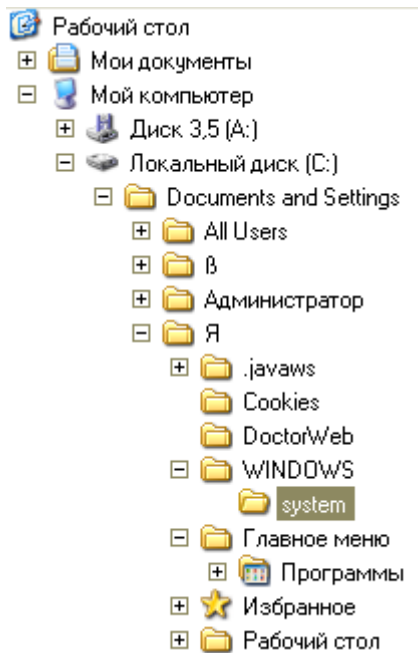 Рабочий стол
Мои документы
Мой компьютер
Диск 3,5 (A:)
Локальный диск (C:)
Documents and Settings
All Users
ß
Администратор
Я
.javaws
Cookies
DoctorWeb
WINDOWS
system
Главное меню
Программы
Избранное
Рабочий стол